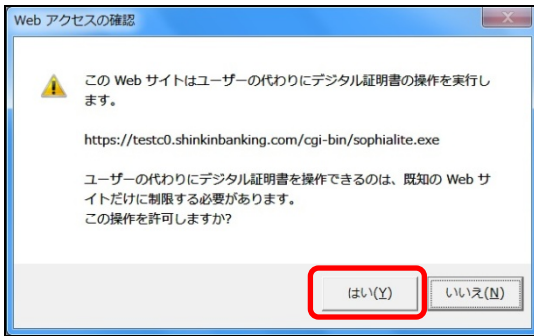 Web アクセスの確認
この Web サイトはユーザーの代わりにデジタル証明書の操作を実行し
ます。
https://testc0.shinkinbanking.com/cgi-bin/sophialite.exe
ユーザーの代わりにデジタル証明書を操作できるのは、既知の Web サ
イトだけに制限する必要があります。
この操作を許可しますか?
はい(Y) いいえ(N)